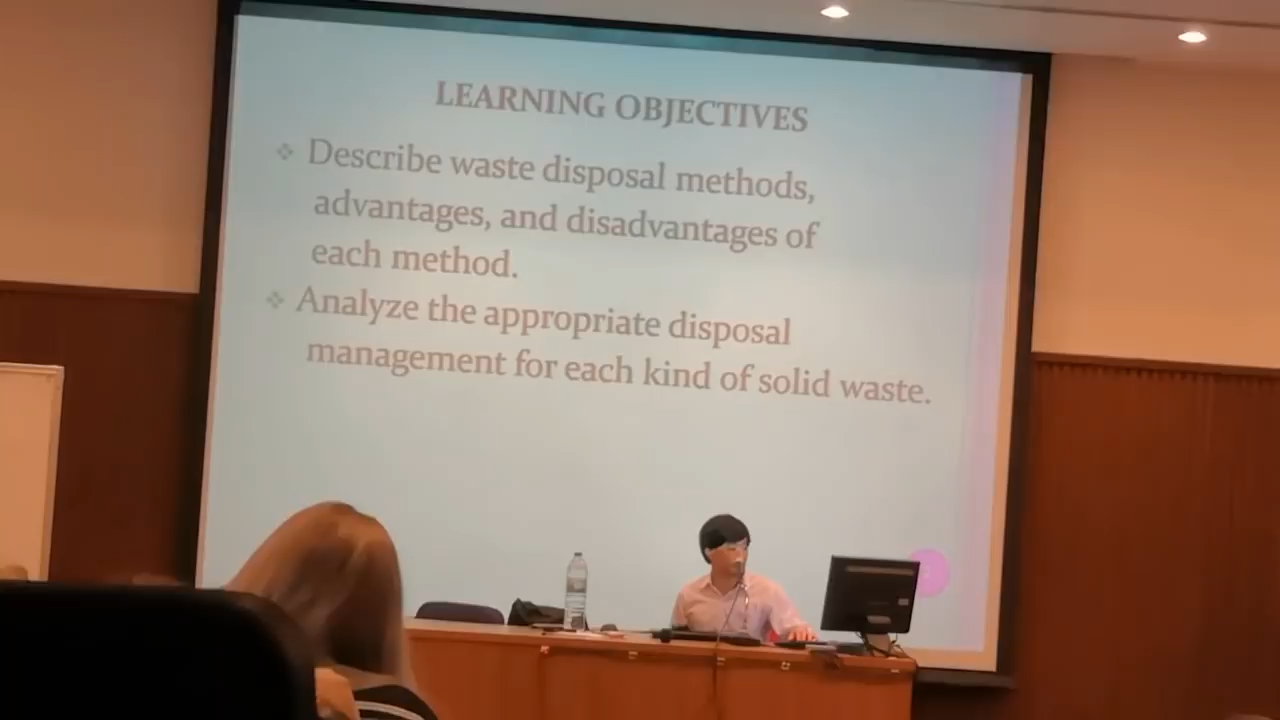 LEARNING OBJECTIVES
❖ Describe waste disposal methods,
advantages, and disadvantages of
each method.
❖ Analyze the appropriate disposal
management for each kind of solid waste.